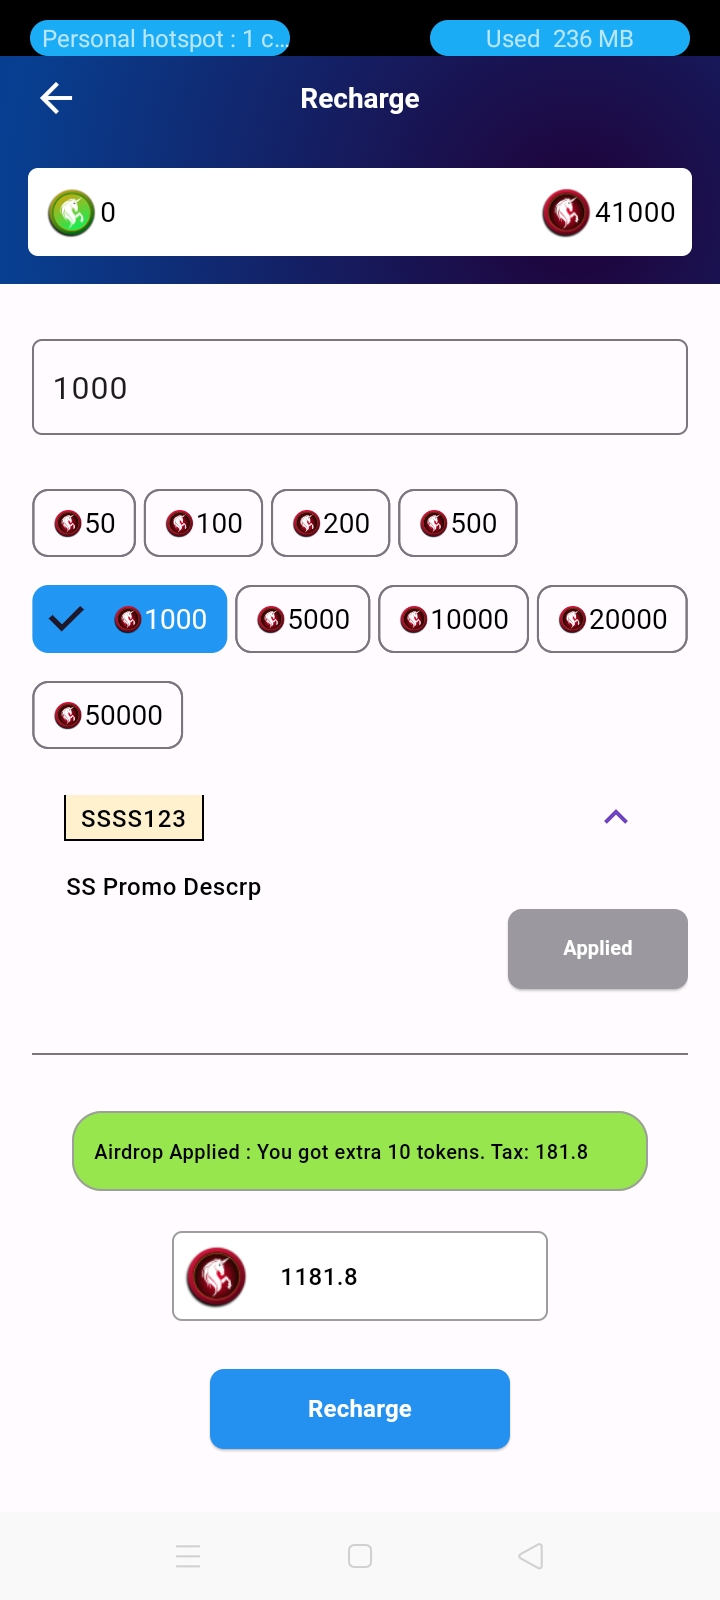 Personal hotspot : 1 c... Used 236 MB
Recharge
0 41000
1000
50 100 200 500
1000 5000 10000 20000
50000
SSSS123
SS Promo Descrp
Applied
Airdrop Applied : You got extra 10 tokens. Tax: 181.8
1181.8
Recharge